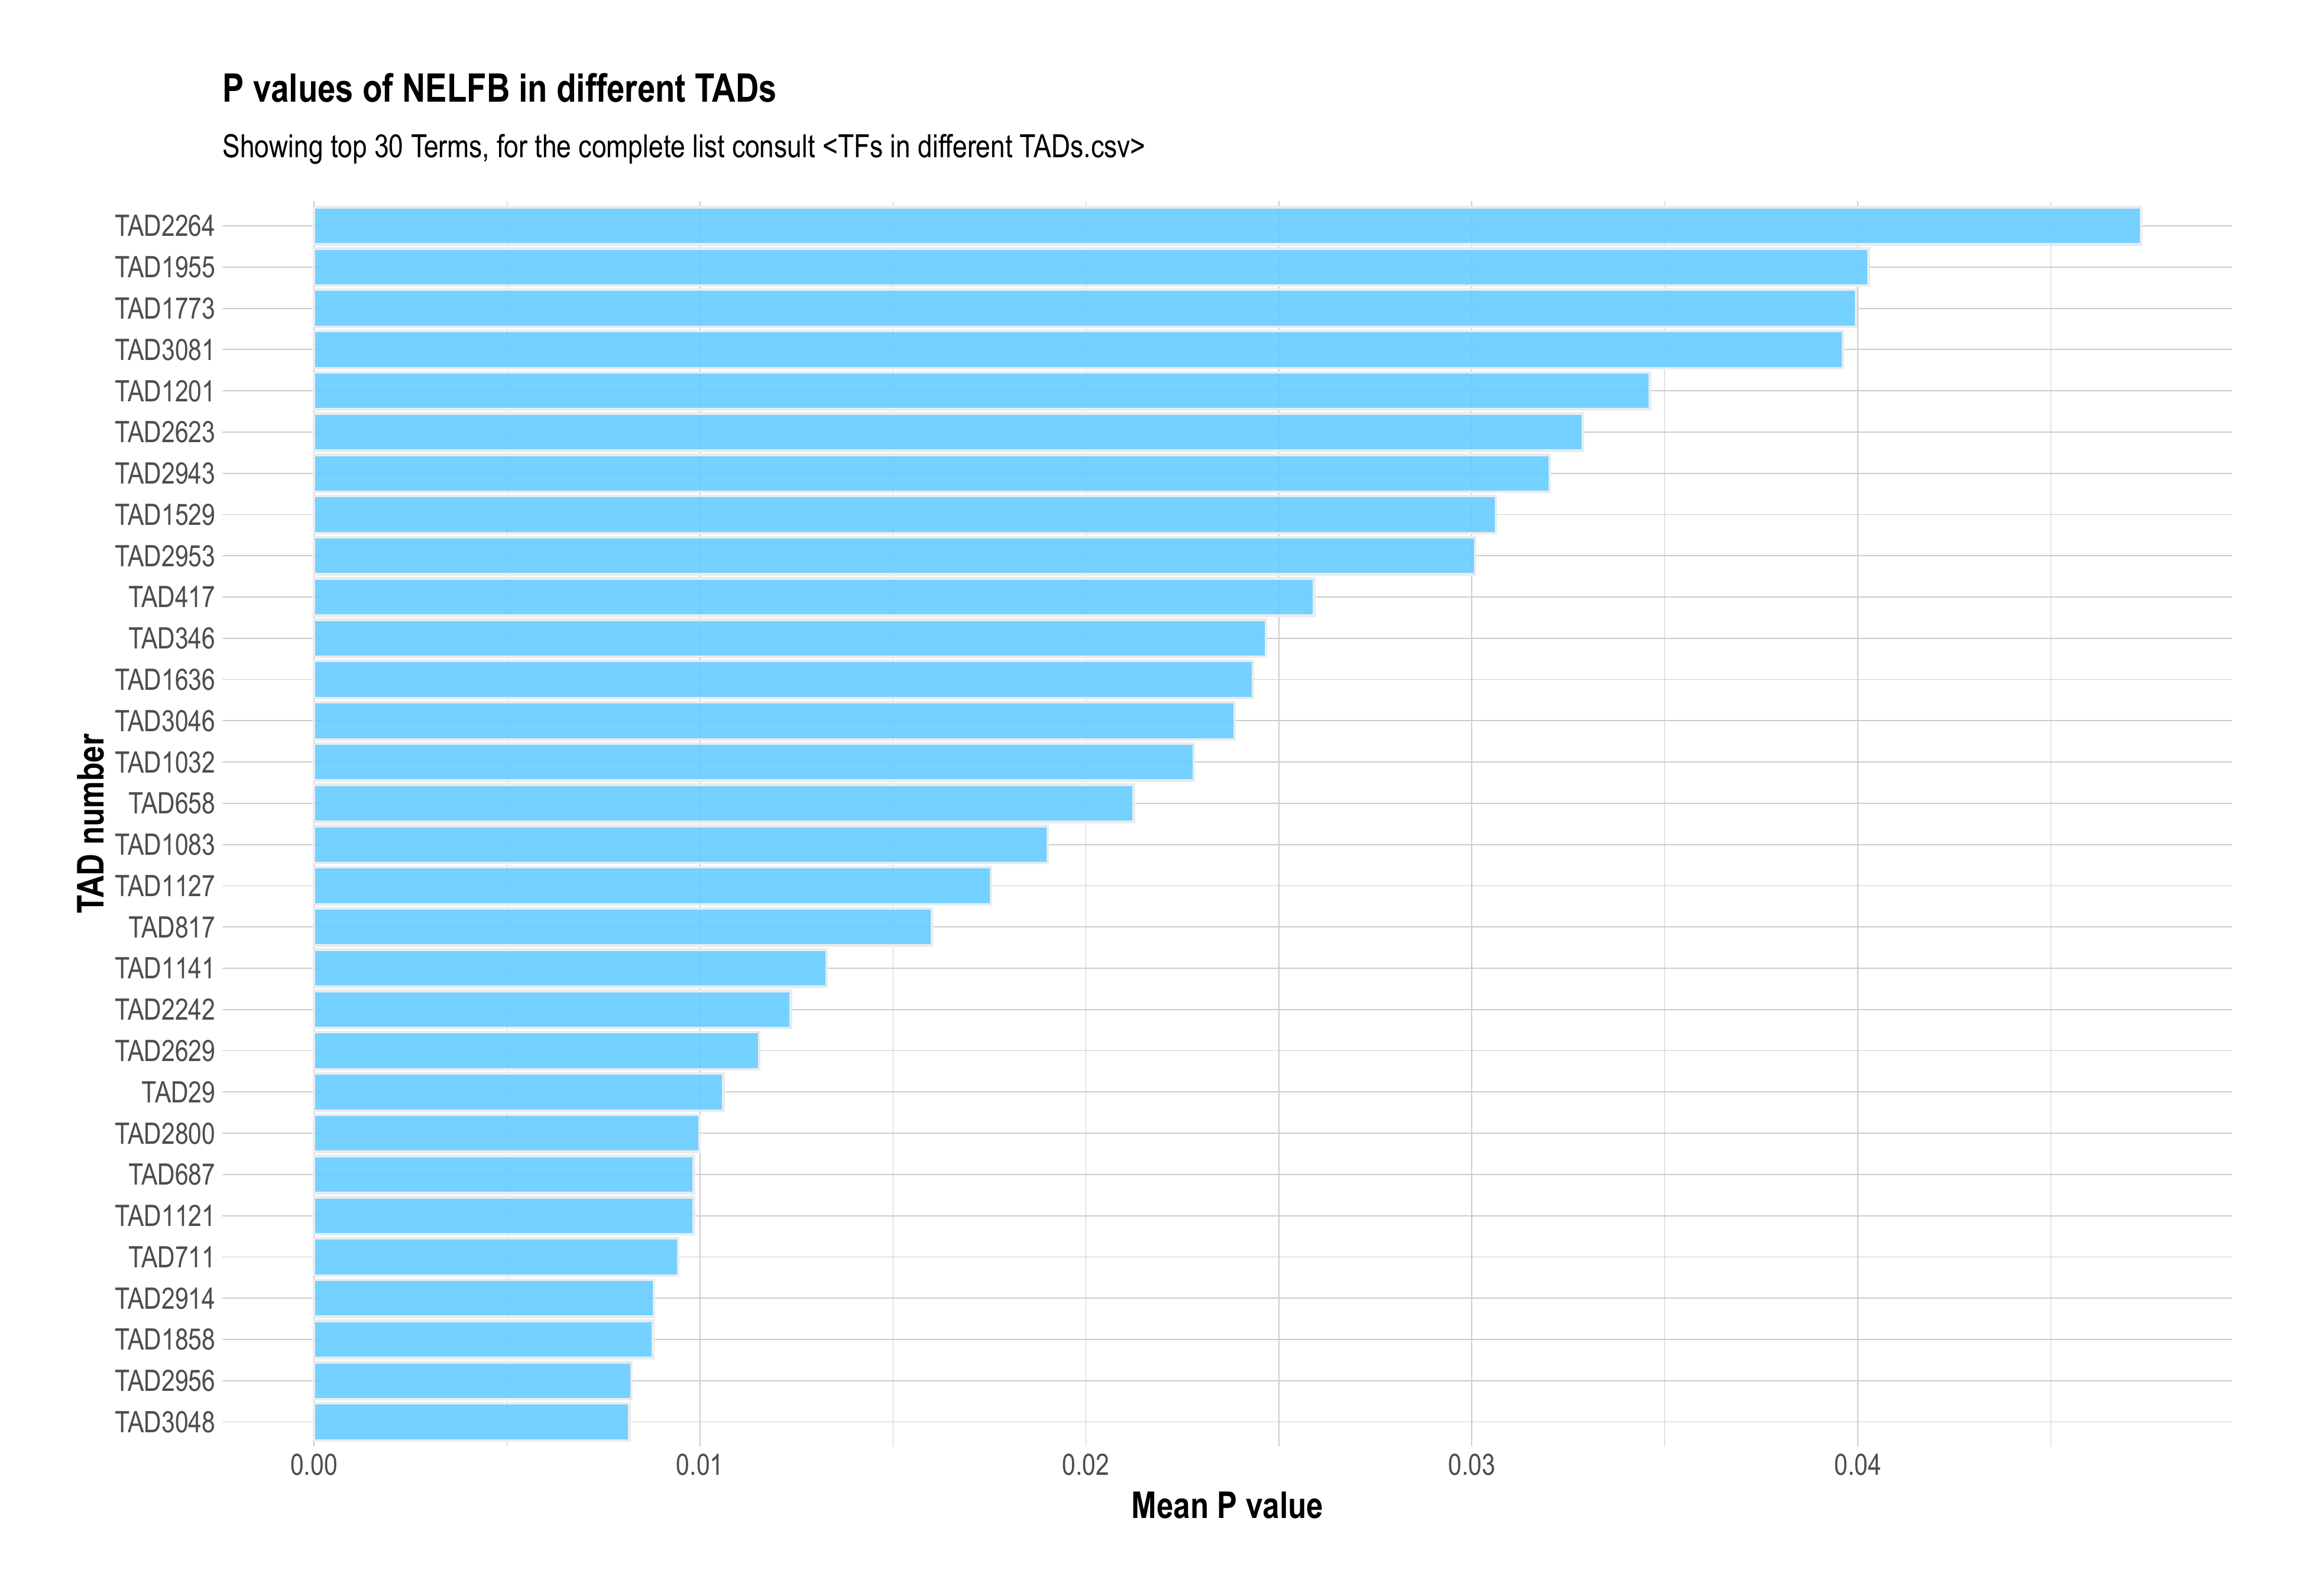 P values of NELFB in different TADs
Showing top 30 Terms, for the complete list consult <TFs in different TADs.csv>
TAD number
TAD2264
TAD1955
TAD1773
TAD3081
TAD1201
TAD2623
TAD2943
TAD1529
TAD2953
TAD417
TAD346
TAD1636
TAD3046
TAD1032
TAD658
TAD1083
TAD1127
TAD817
TAD1141
TAD2242
TAD2629
TAD29
TAD2800
TAD687
TAD1121
TAD711
TAD2914
TAD1858
TAD2956
TAD3048
0.00 0.01 0.02 0.03 0.04
Mean P value